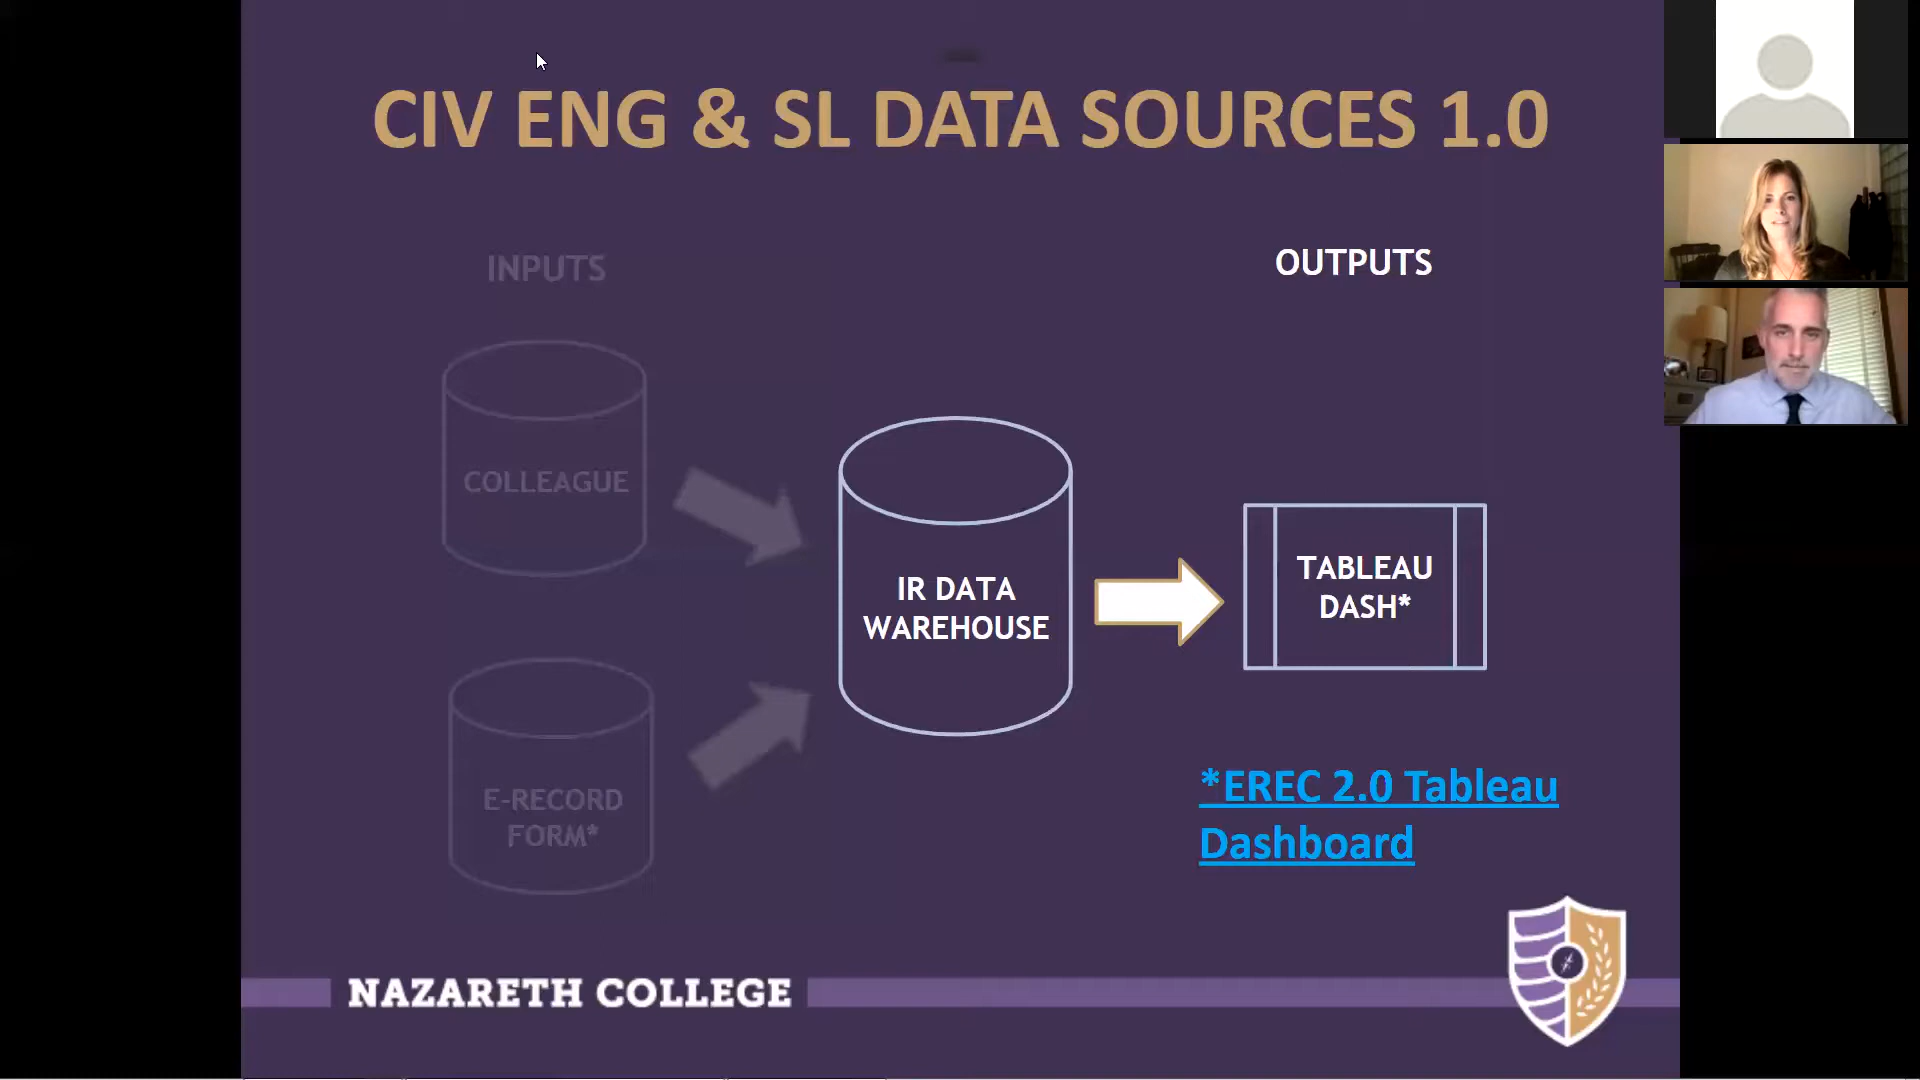 CIV ENG & SL DATA SOURCES 1.0
INPUTS
OUTPUTS
COLLEAGUE
IR DATA
WAREHOUSE
TABLEAU
DASH*
E-RECORD
FORM*
*EREC 2.0 Tableau
Dashboard
NAZARETH COLLEGE